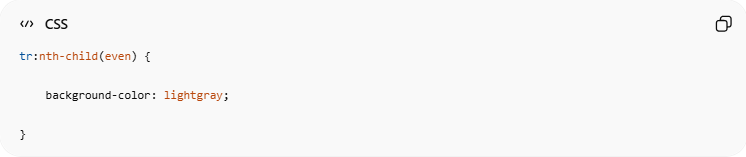 CSS
tr:nth-child(even) {
background-color: lightgray;
}